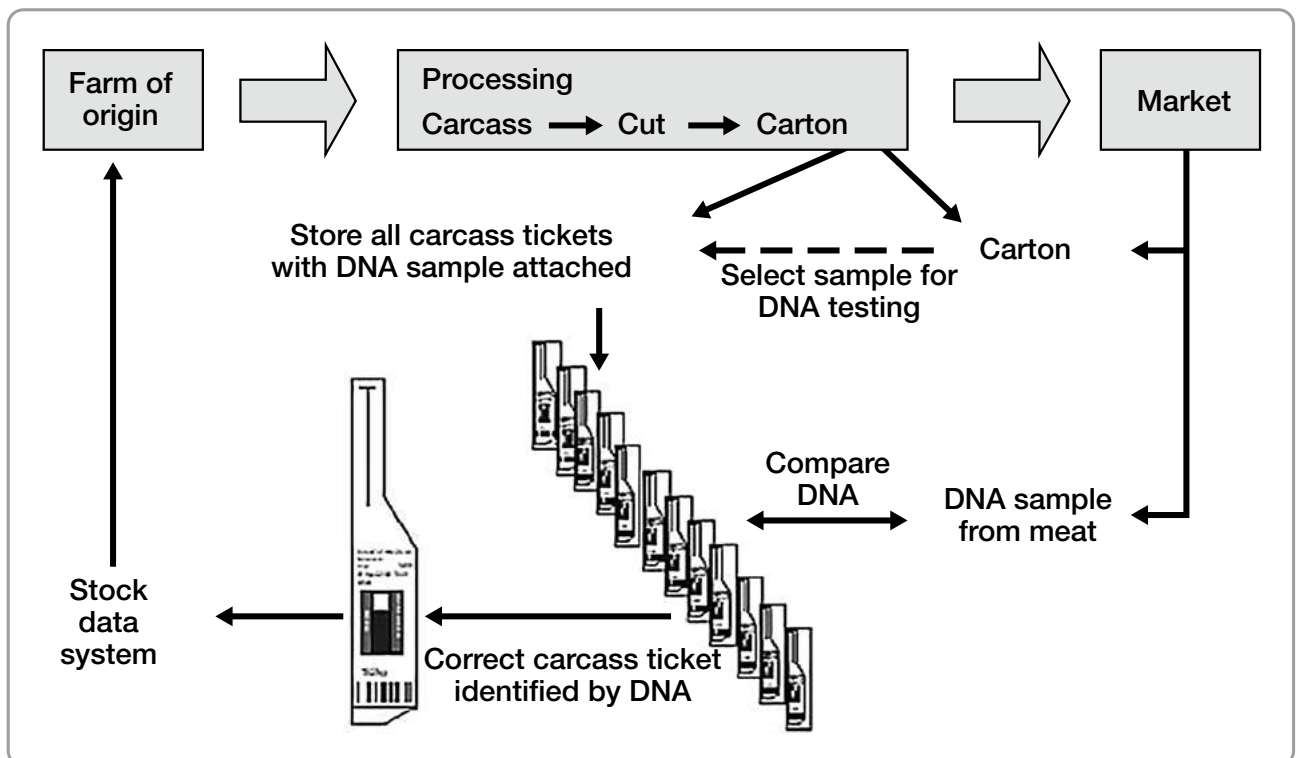 Farm of
origin
Processing
Carcass Cut Carton
Market
Store all carcass tickets
with DNA sample attached
Select sample for
DNA testing
Carton
Compare
DNA
DNA sample
from meat
Stock
data
system
Correct carcass ticket
identified by DNA